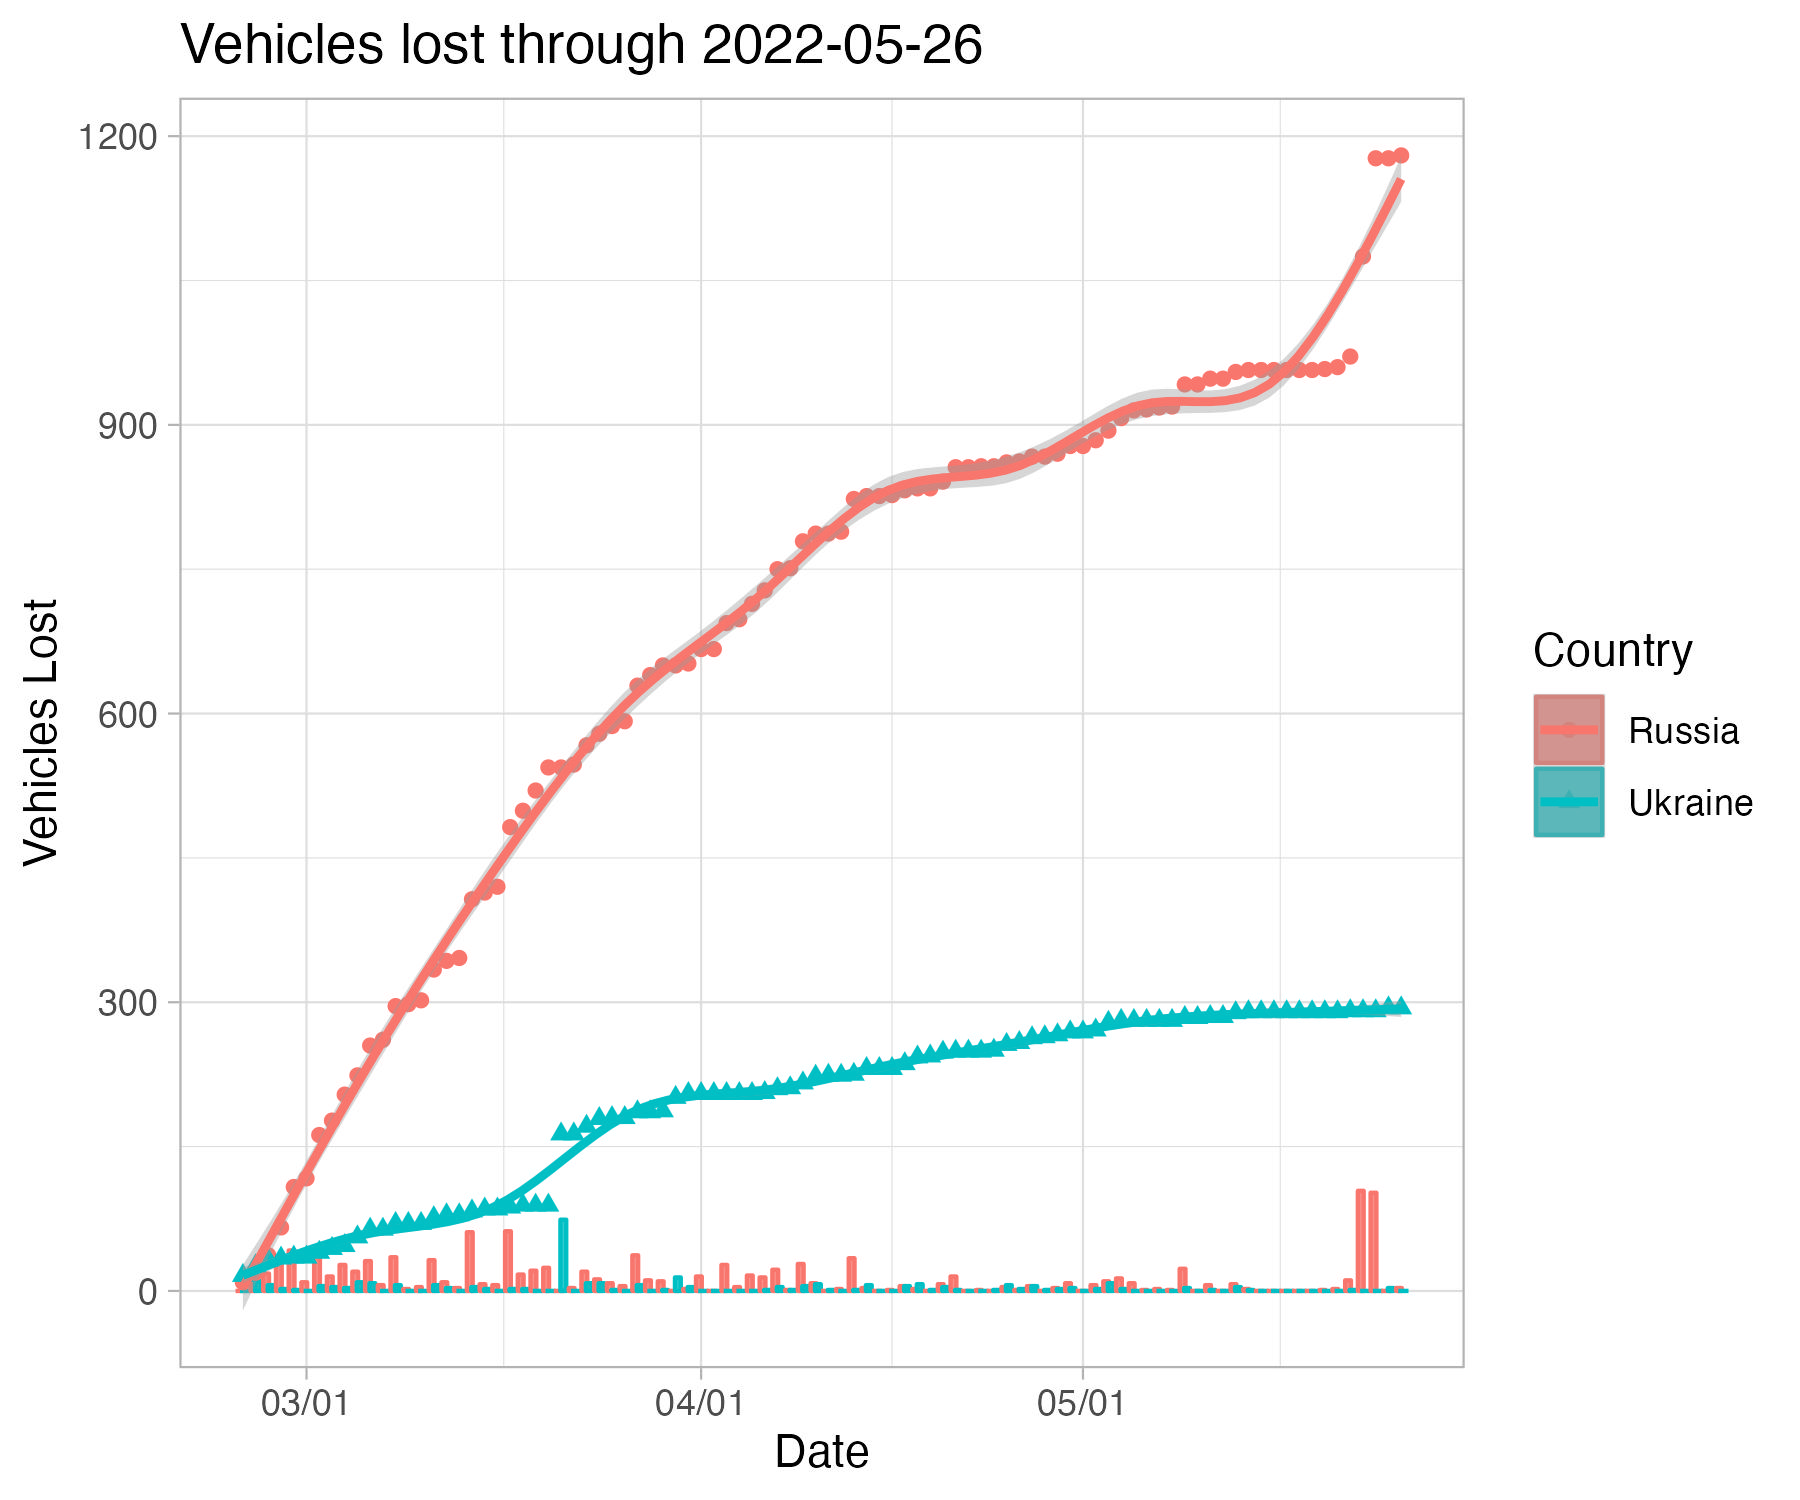 Vehicles lost through 2022-05-26
1200
900
600
300
0
Vehicles Lost
03/01
04/01
05/01
Date
Country
Russia
Ukraine